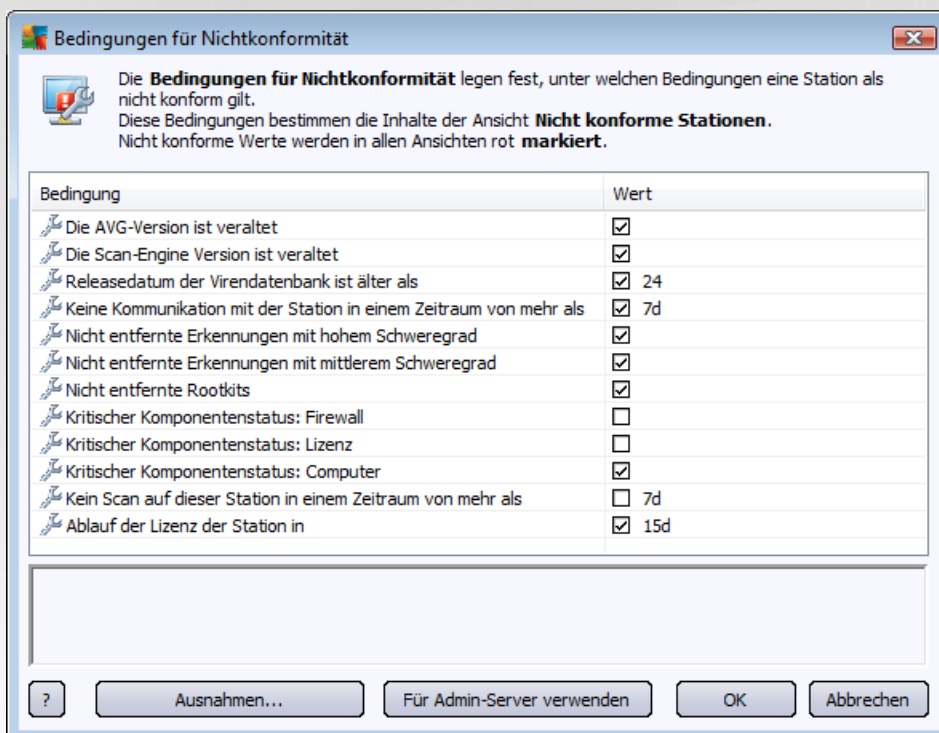 Bedingungen für Nichtkonformität
Die Bedingungen für Nichtkonformität legen fest, unter welchen Bedingungen eine Station als
nicht konform gilt.
Diese Bedingungen bestimmen die Inhalte der Ansicht Nicht konforme Stationen.
Nicht konforme Werte werden in allen Ansichten rot markiert.
Bedingung Wert
Die AVG-Version ist veraltet
Die Scan-Engine Version ist veraltet
Releasedatum der Virendatenbank ist älter als 24
Keine Kommunikation mit der Station in einem Zeitraum von mehr als 7d
Nicht entfernte Erkennungen mit hohem Schweregrad
Nicht entfernte Erkennungen mit mittlerem Schweregrad
Nicht entfernte Rootkits
Kritischer Komponentenstatus: Firewall
Kritischer Komponentenstatus: Lizenz
Kritischer Komponentenstatus: Computer
Kein Scan auf dieser Station in einem Zeitraum von mehr als 7d
Ablauf der Lizenz der Station in 15d
? Ausnahmen... Für Admin-Server verwenden OK Abbrechen